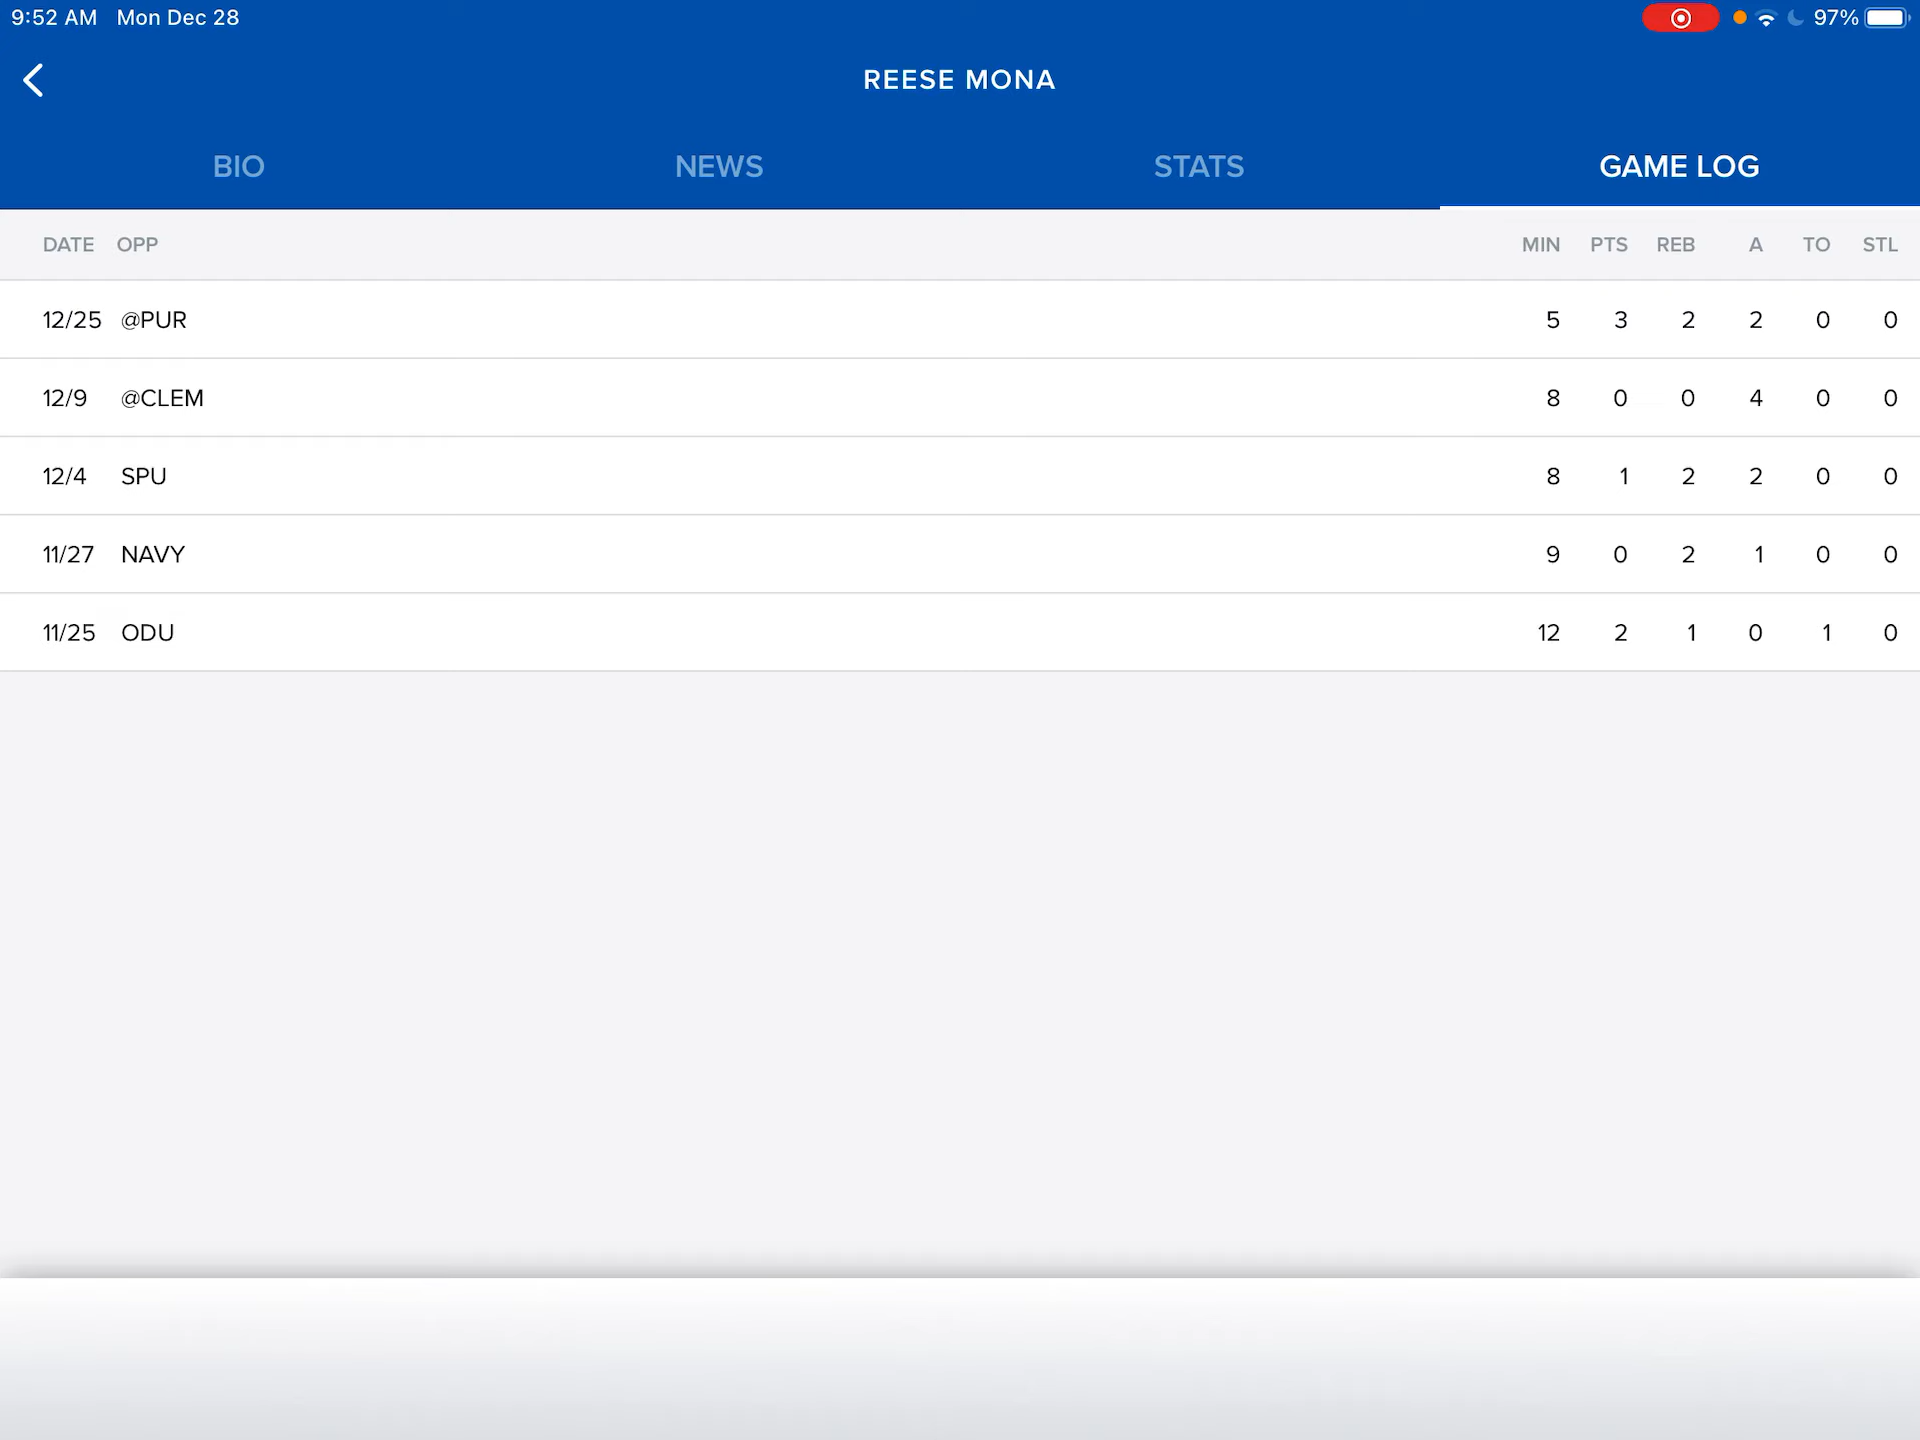 9:52 AM Mon Dec 28 97%
REESE MONA
BIO NEWS STATS GAME LOG
DATE OPP MIN PTS REB A TO STL
12/25 @PUR 5 3 2 2 0 0
12/9 @CLEM 8 0 0 4 0 0
12/4 SPU 8 1 2 2 0 0
11/27 NAVY 9 0 2 1 0 0
11/25 ODU 12 2 1 0 1 0